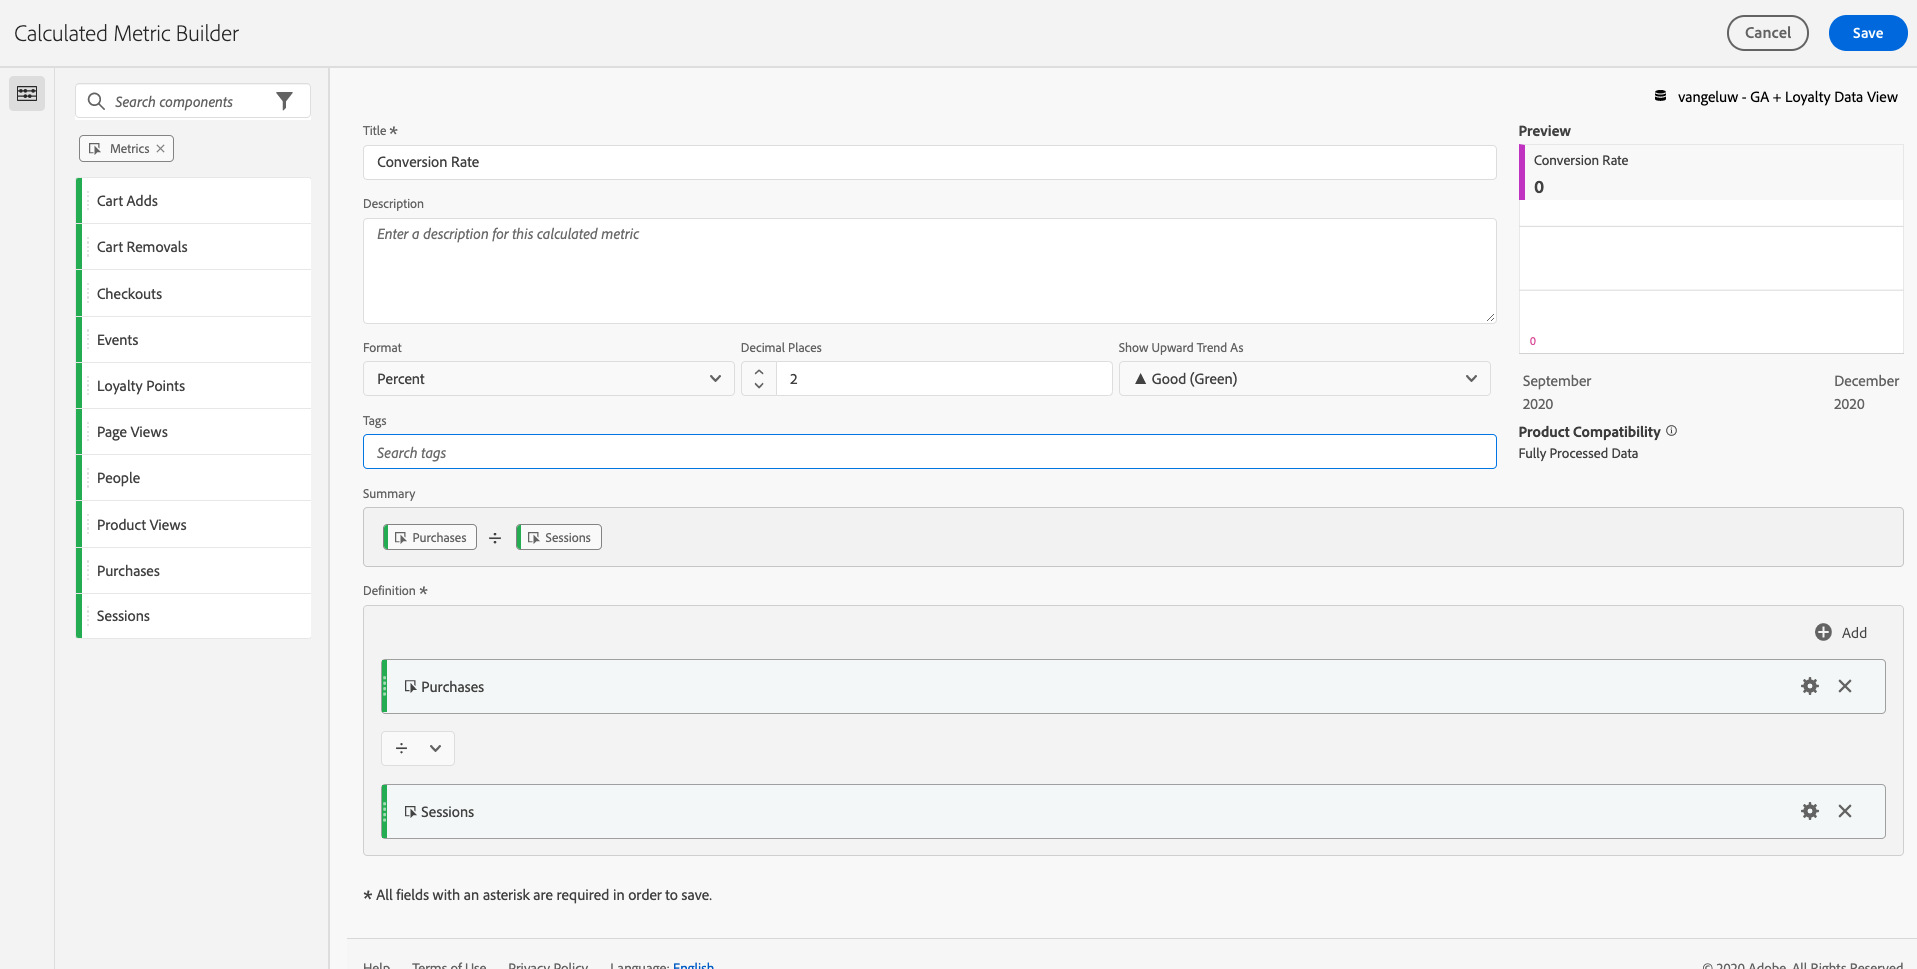 Calculated Metric Builder
Cancel
Save
Search components
Metrics
Cart Adds
Cart Removals
Checkouts
Events
Loyalty Points
Page Views
People
Product Views
Purchases
Sessions
vangeluw - GA + Loyalty Data View
Title *
Conversion Rate
Description
Enter a description for this calculated metric
Format
Decimal Places
Show Upward Trend As
Percent
2
Good (Green)
Tags
Search tags
Preview
Conversion Rate
0
0
September
2020
December
2020
Product Compatibility
Fully Processed Data
Summary
Purchases ÷ Sessions
Definition *
Add
Purchases
÷
Sessions
* All fields with an asterisk are required in order to save.
Help Terms of Use Privacy Policy Language: English
© 2020 Adobe. All Rights Reserved.